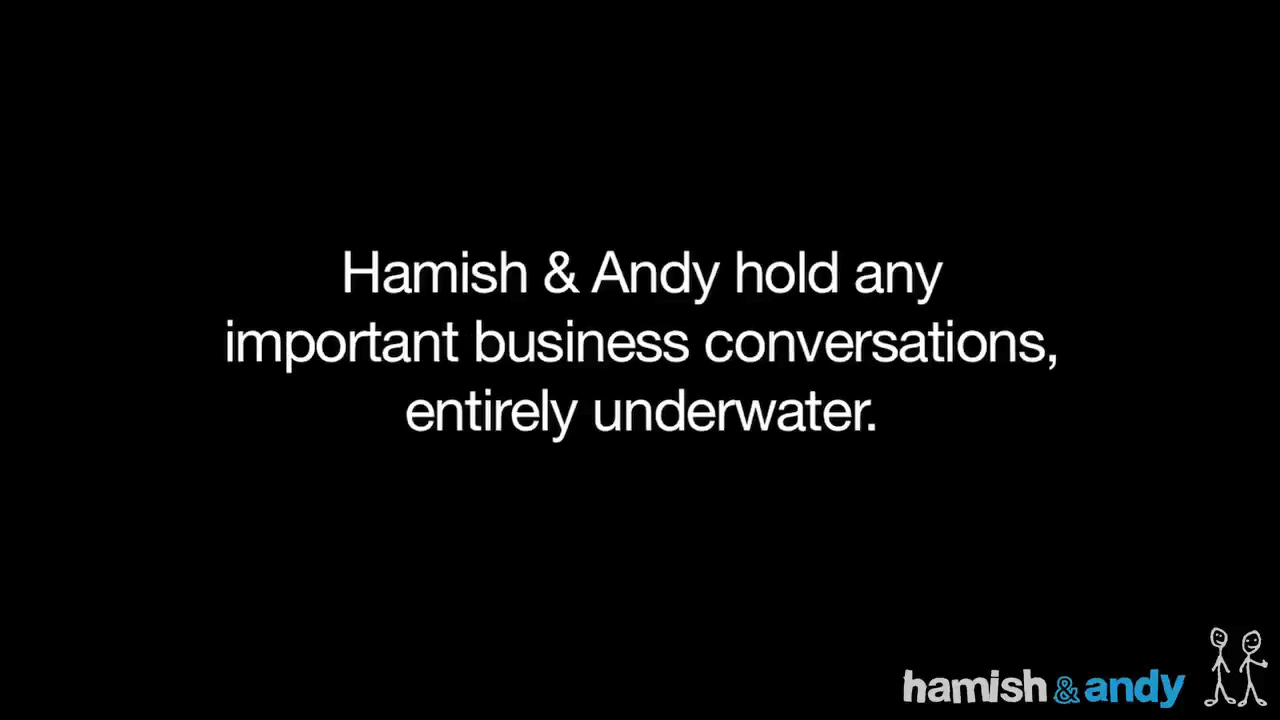 Hamish & Andy hold any
important business conversations,
entirely underwater.
hamish & andy